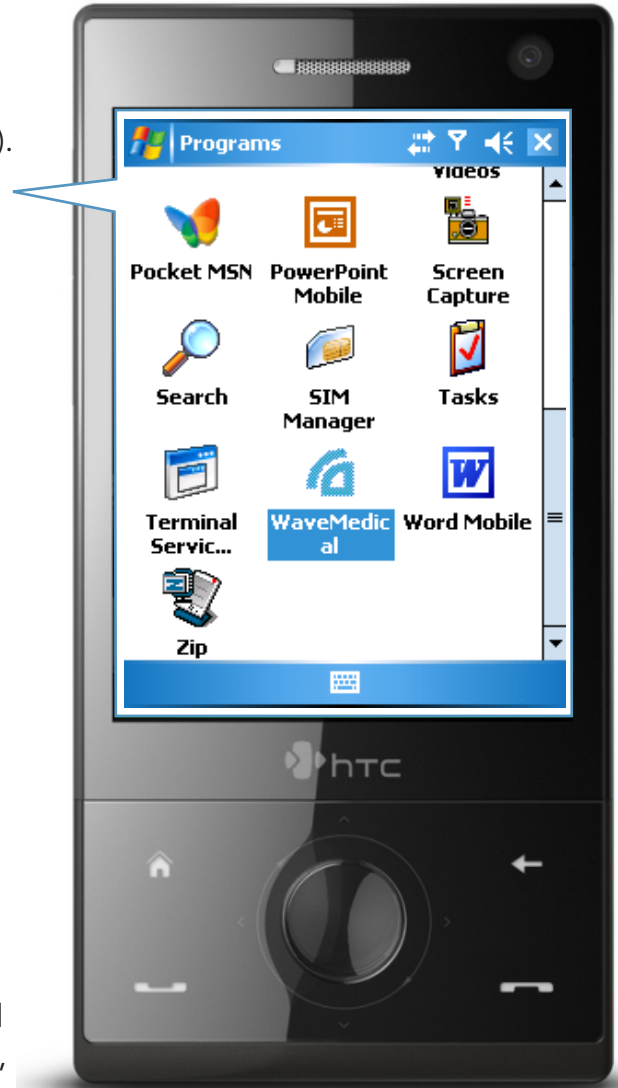 ).
Programs
Videos
Pocket MSN
PowerPoint
Mobile
Screen
Capture
Search
SIM
Manager
Tasks
Terminal
Servic...
WaveMedic
al
Word Mobile
Zip
hTC